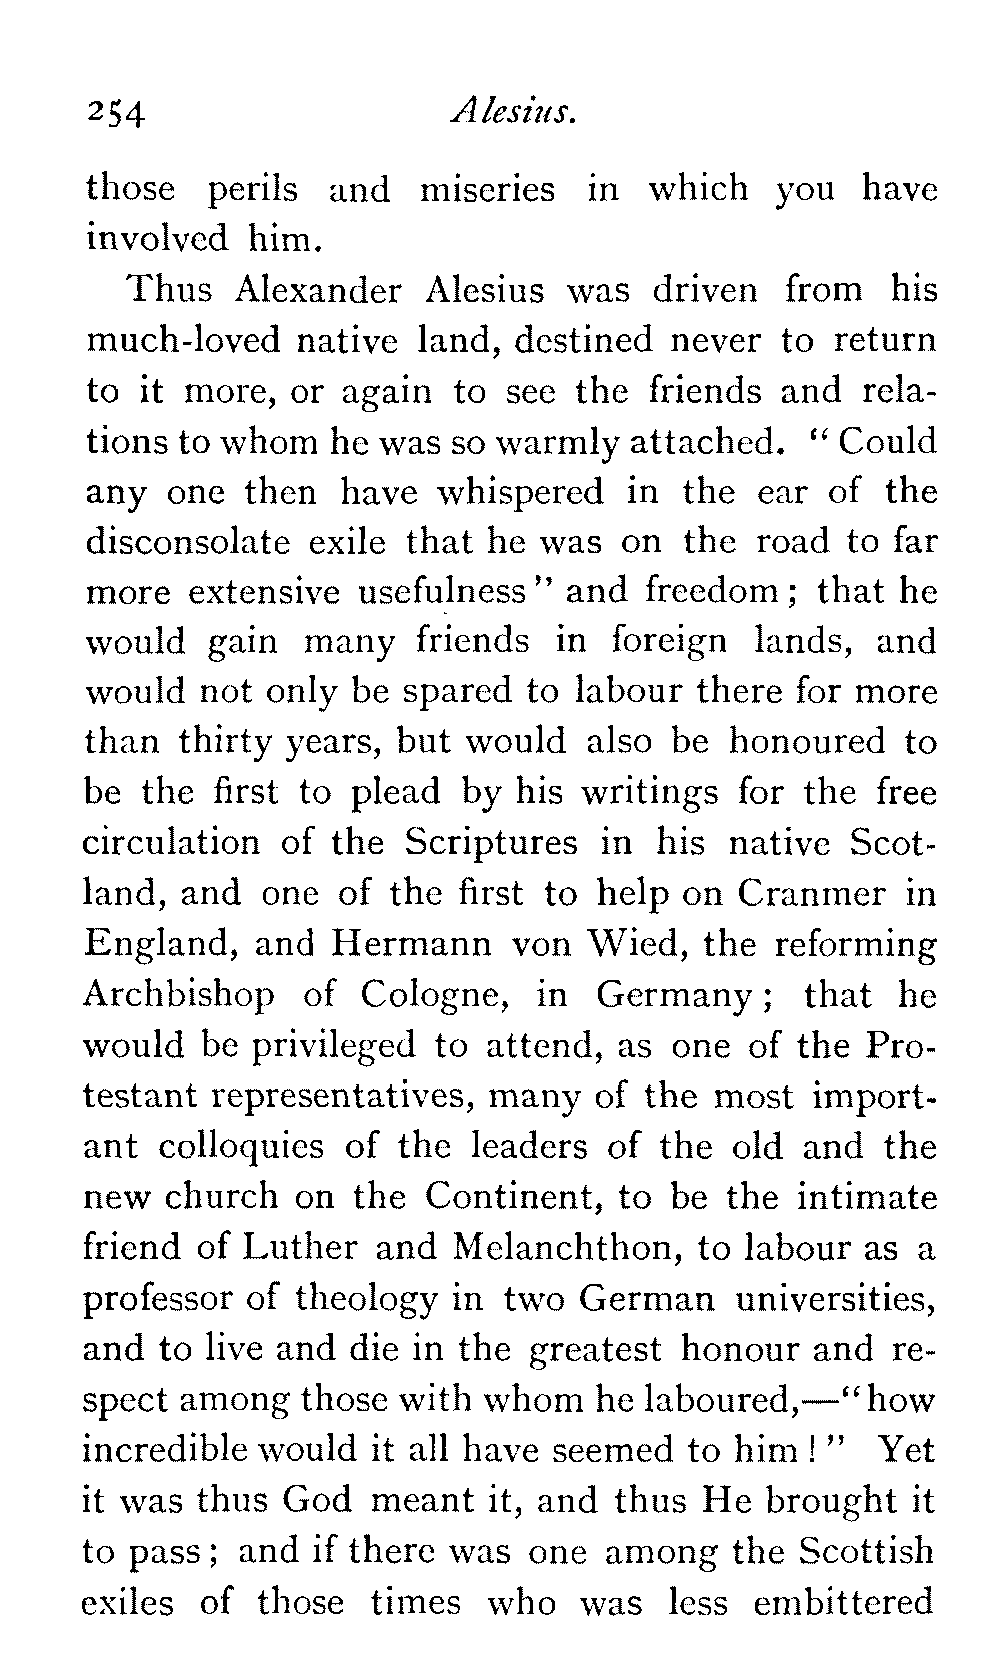 254 Alesius.
those perils and miseries in which you have
involved him.
Thus Alexander Alesius was driven from his
much-loved native land, destined never to return
to it more, or again to see the friends and rela-
tions to whom he was so warmly attached. " Could
any one then have whispered in the ear of the
disconsolate exile that he was on the road to far
more extensive usefulness" and freedom ; that he
would gain many friends in foreign lands, and
would not only be spared to labour there for more
than thirty years, but would also be honoured to
be the first to plead by his writings for the free
circulation of the Scriptures in his native Scot-
land, and one of the first to help on Cranmer in
England, and Hermann von Wied, the reforming
Archbishop of Cologne, in Germany ; that he
would be privileged to attend, as one of the Pro-
testant representatives, many of the most import-
ant colloquies of the leaders of the old and the
new church on the Continent, to be the intimate
friend of Luther and Melanchthon, to labour as a
professor of theology in two German universities,
and to live and die in the greatest honour and re-
spect among those with whom he laboured,—"how
incredible would it all have seemed to him ! " Yet
it was thus God meant it, and thus He brought it
to pass ; and if there was one among the Scottish
exiles of those times who was less embittered